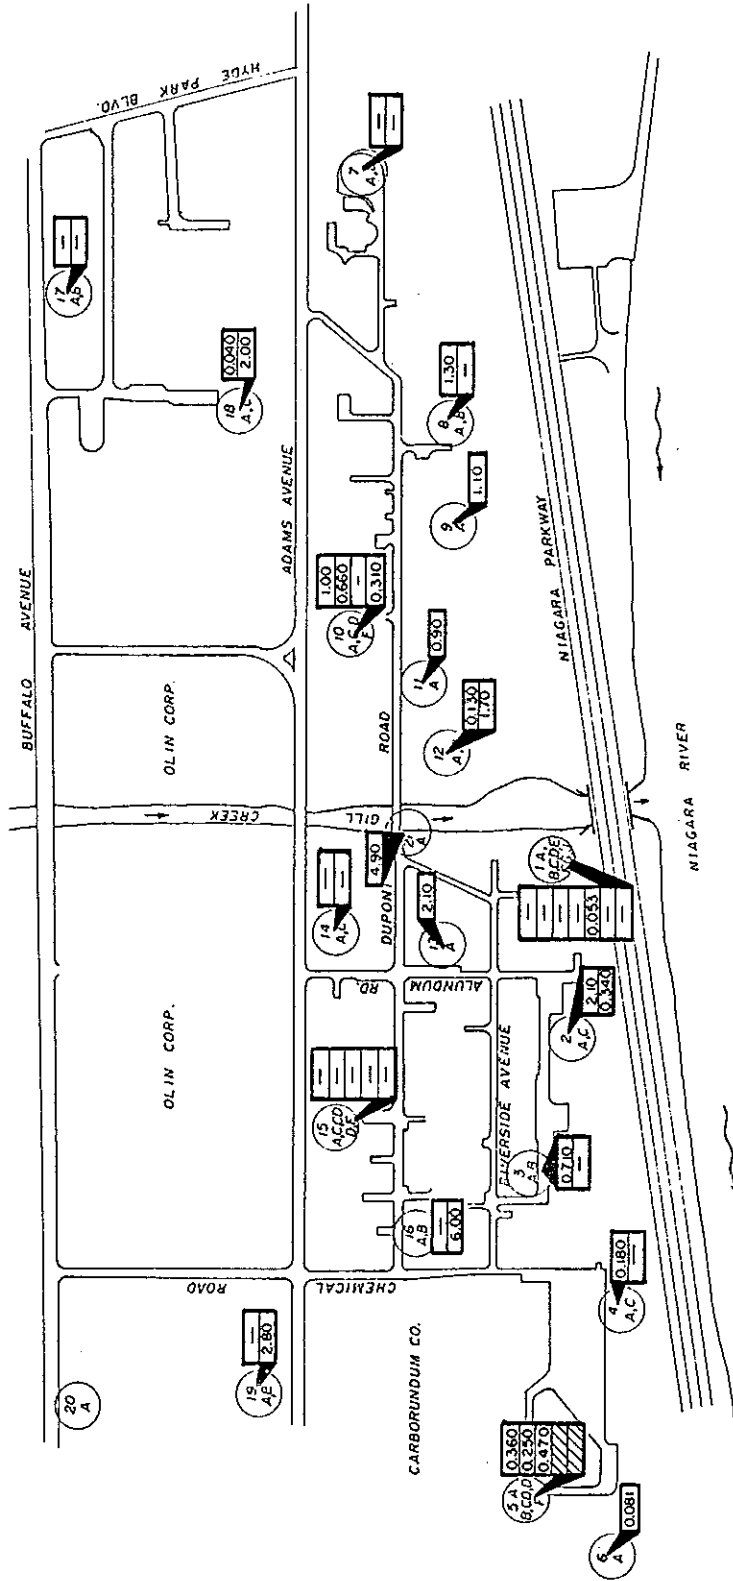 HYDE PARK BLVD.
BUFFALO AVENUE
17
A,B
—
—
18
A,C
0.040
2.00
ADAMS AVENUE
7
—
—
8
A,B
1.30
—
9
A
1.10
10
A,C,D
E
1.00
0.660
—
0.310
11
A
0.90
12
0.130
1.70
NIAGARA PARKWAY
OLIN CORP.
ROAD
CREEK
GILL
NIAGARA RIVER
21
A
4.90
DUPONT
14
A,C
—
—
13
A
2.10
1 A,
B,C,D,E
—
—
—
—
0.053
—
—
OLIN CORP.
ALUNDUM
RD.
2
A,C
2.10
0.340
15
—
—
—
—
—
RIVERSIDE AVENUE
3
A,B
0.710
—
16
A,B
—
6.00
CHEMICAL
ROAD
4
A,C
0.180
—
19
A,B
—
2.80
20
A
CARBORUNDUM CO.
5 A
B,C,D,D
F
0.360
0.250
0.470
6
A
0.081